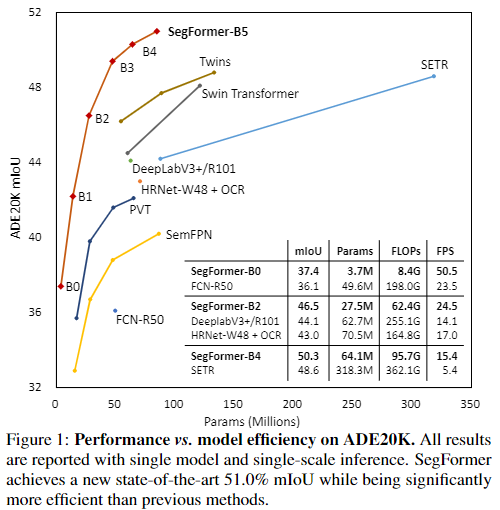 52
48
44
40
36
32
ADE20K mIoU
SegFormer-B5
B4
B3
B2
B1
B0
Twins
Swin Transformer
SETR
DeepLabV3+/R101
HRNet-W48 + OCR
PVT
SemFPN
FCN-R50
mIoU Params FLOPs FPS
SegFormer-B0 37.4 3.7M 8.4G 50.5
FCN-R50 36.1 49.6M 198.0G 23.5
SegFormer-B2 46.5 27.5M 62.4G 24.5
DeeplabV3+/R101 44.1 62.7M 255.1G 14.1
HRNet-W48 + OCR 43.0 70.5M 164.8G 17.0
SegFormer-B4 50.3 64.1M 95.7G 15.4
SETR 48.6 318.3M 362.1G 5.4
0 50 100 150 200 250 300 350
Params (Millions)
Figure 1: Performance vs. model efficiency on ADE20K. All results
are reported with single model and single-scale inference. SegFormer
achieves a new state-of-the-art 51.0% mIoU while being significantly
more efficient than previous methods.